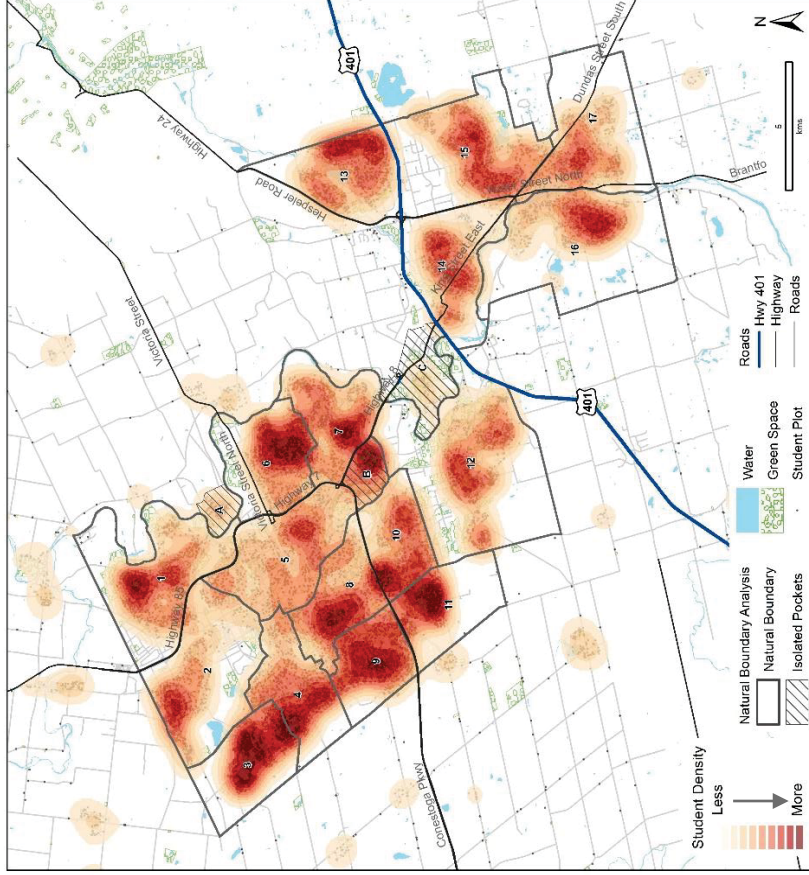 Highway 24
401
Dundas Street South
N
Victoria Street
Hespeler Road
13
15
17
Water Street North
Brantfo
16
14
King Street East
5
kms
Highway 8
C
401
6
7
B
12
A
Victoria Street North
Highway
5
10
1
Highway 85
8
11
2
9
4
3
Conestoga Pkwy
Roads
Hwy 401
Highway
Roads
Water
Green Space
Student Plot
Natural Boundary Analysis
Natural Boundary
Isolated Pockets
Student Density
Less
More